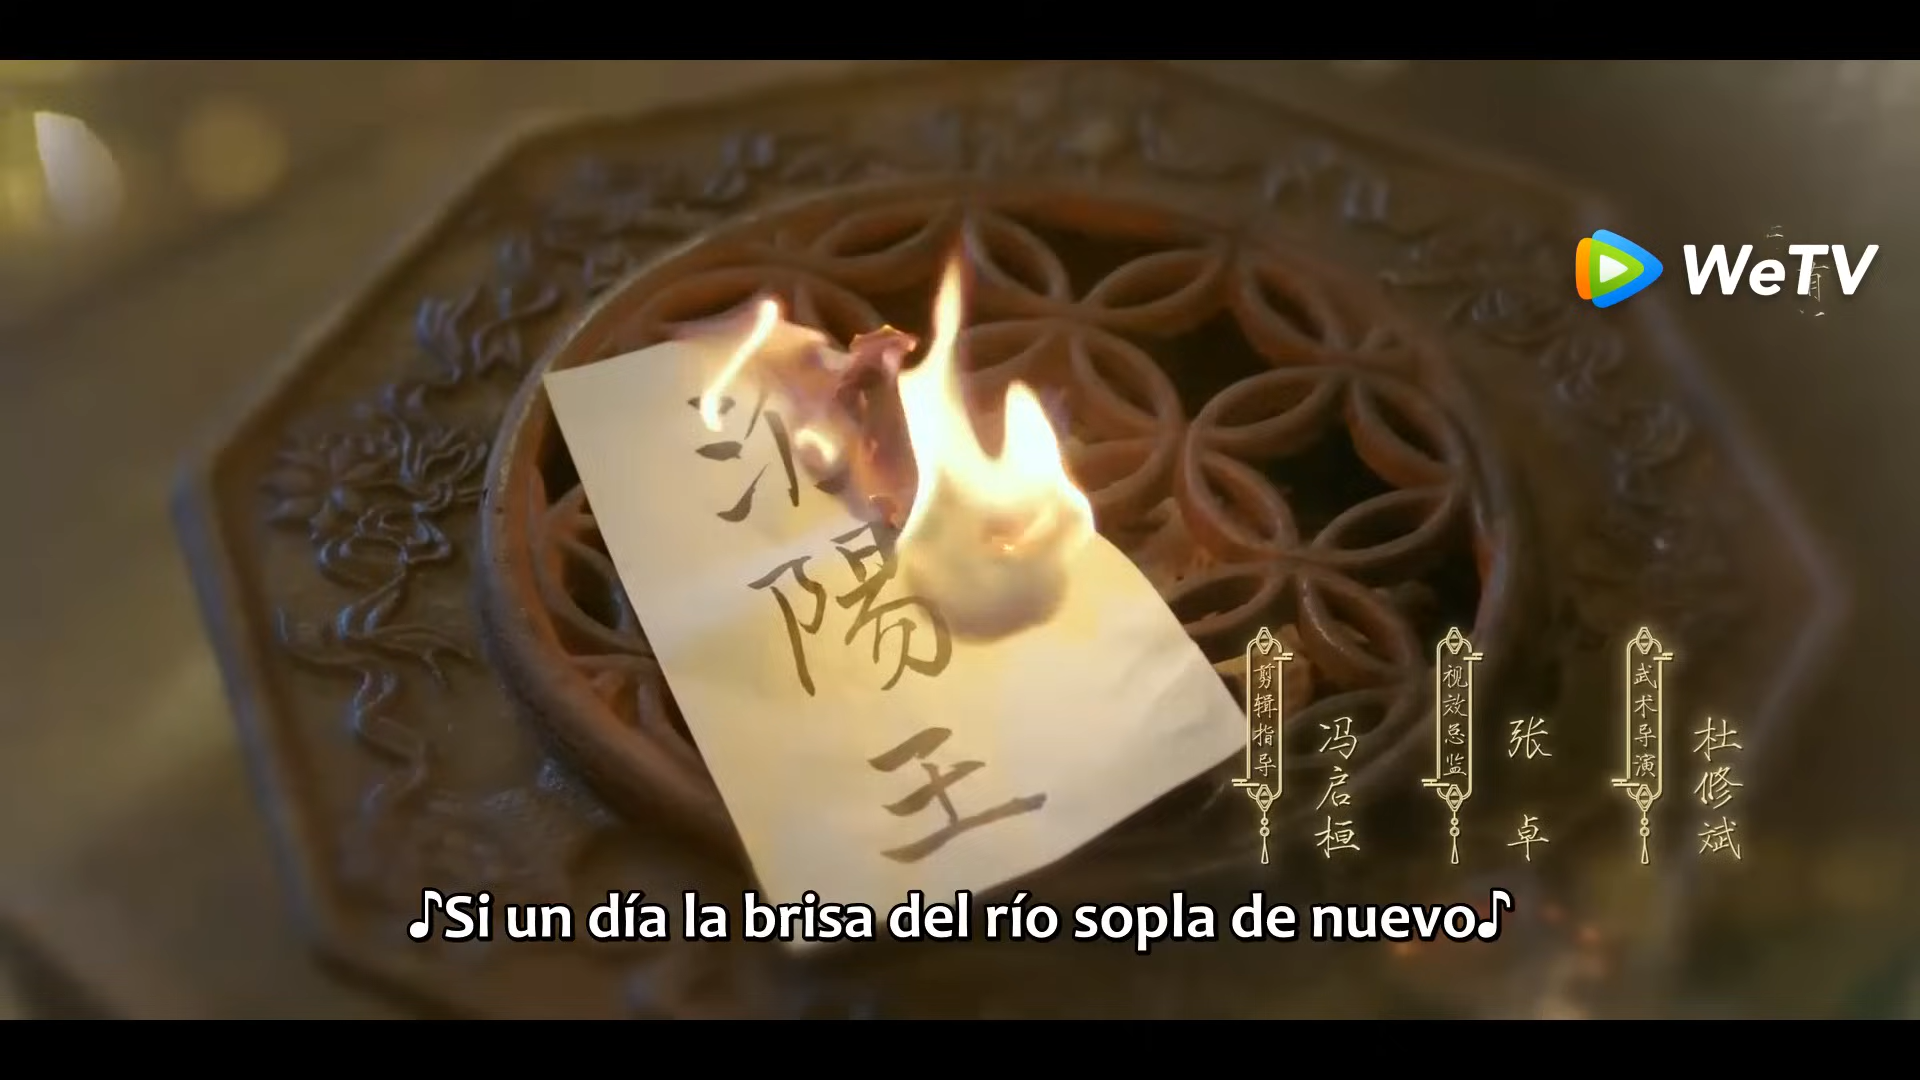 WeTV
陽
王
武术导演
杜修斌
视效总监
张卓
剪辑指导
冯启桓
♪Si un día la brisa del río sopla de nuevo♪